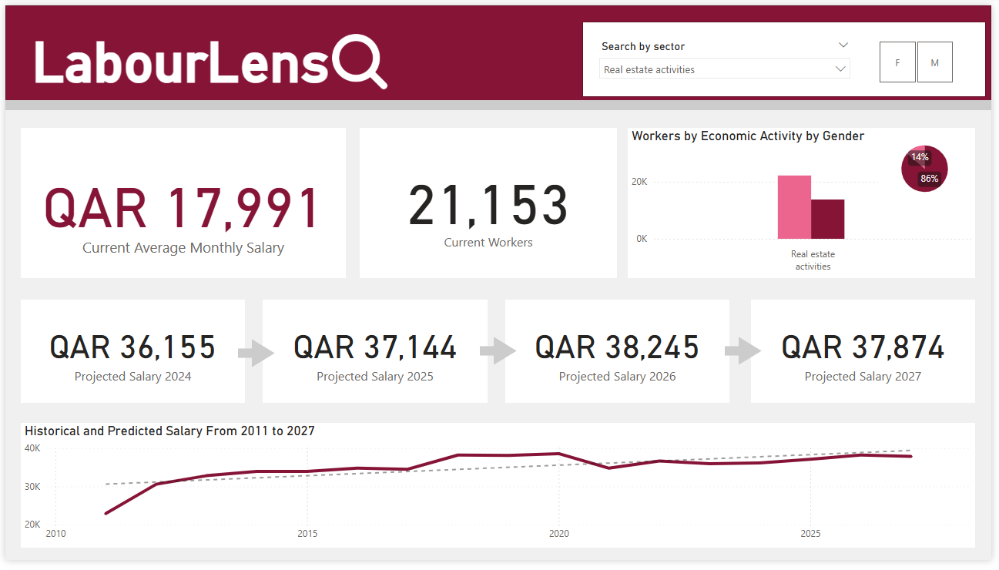 LabourLens
Search by sector
Real estate activities
F
M
QAR 17,991
Current Average Monthly Salary
21,153
Current Workers
Workers by Economic Activity by Gender
20K
0K
Real estate
activities
14%
86%
QAR 36,155
Projected Salary 2024
QAR 37,144
Projected Salary 2025
QAR 38,245
Projected Salary 2026
QAR 37,874
Projected Salary 2027
Historical and Predicted Salary From 2011 to 2027
40K
30K
20K
2010
2015
2020
2025